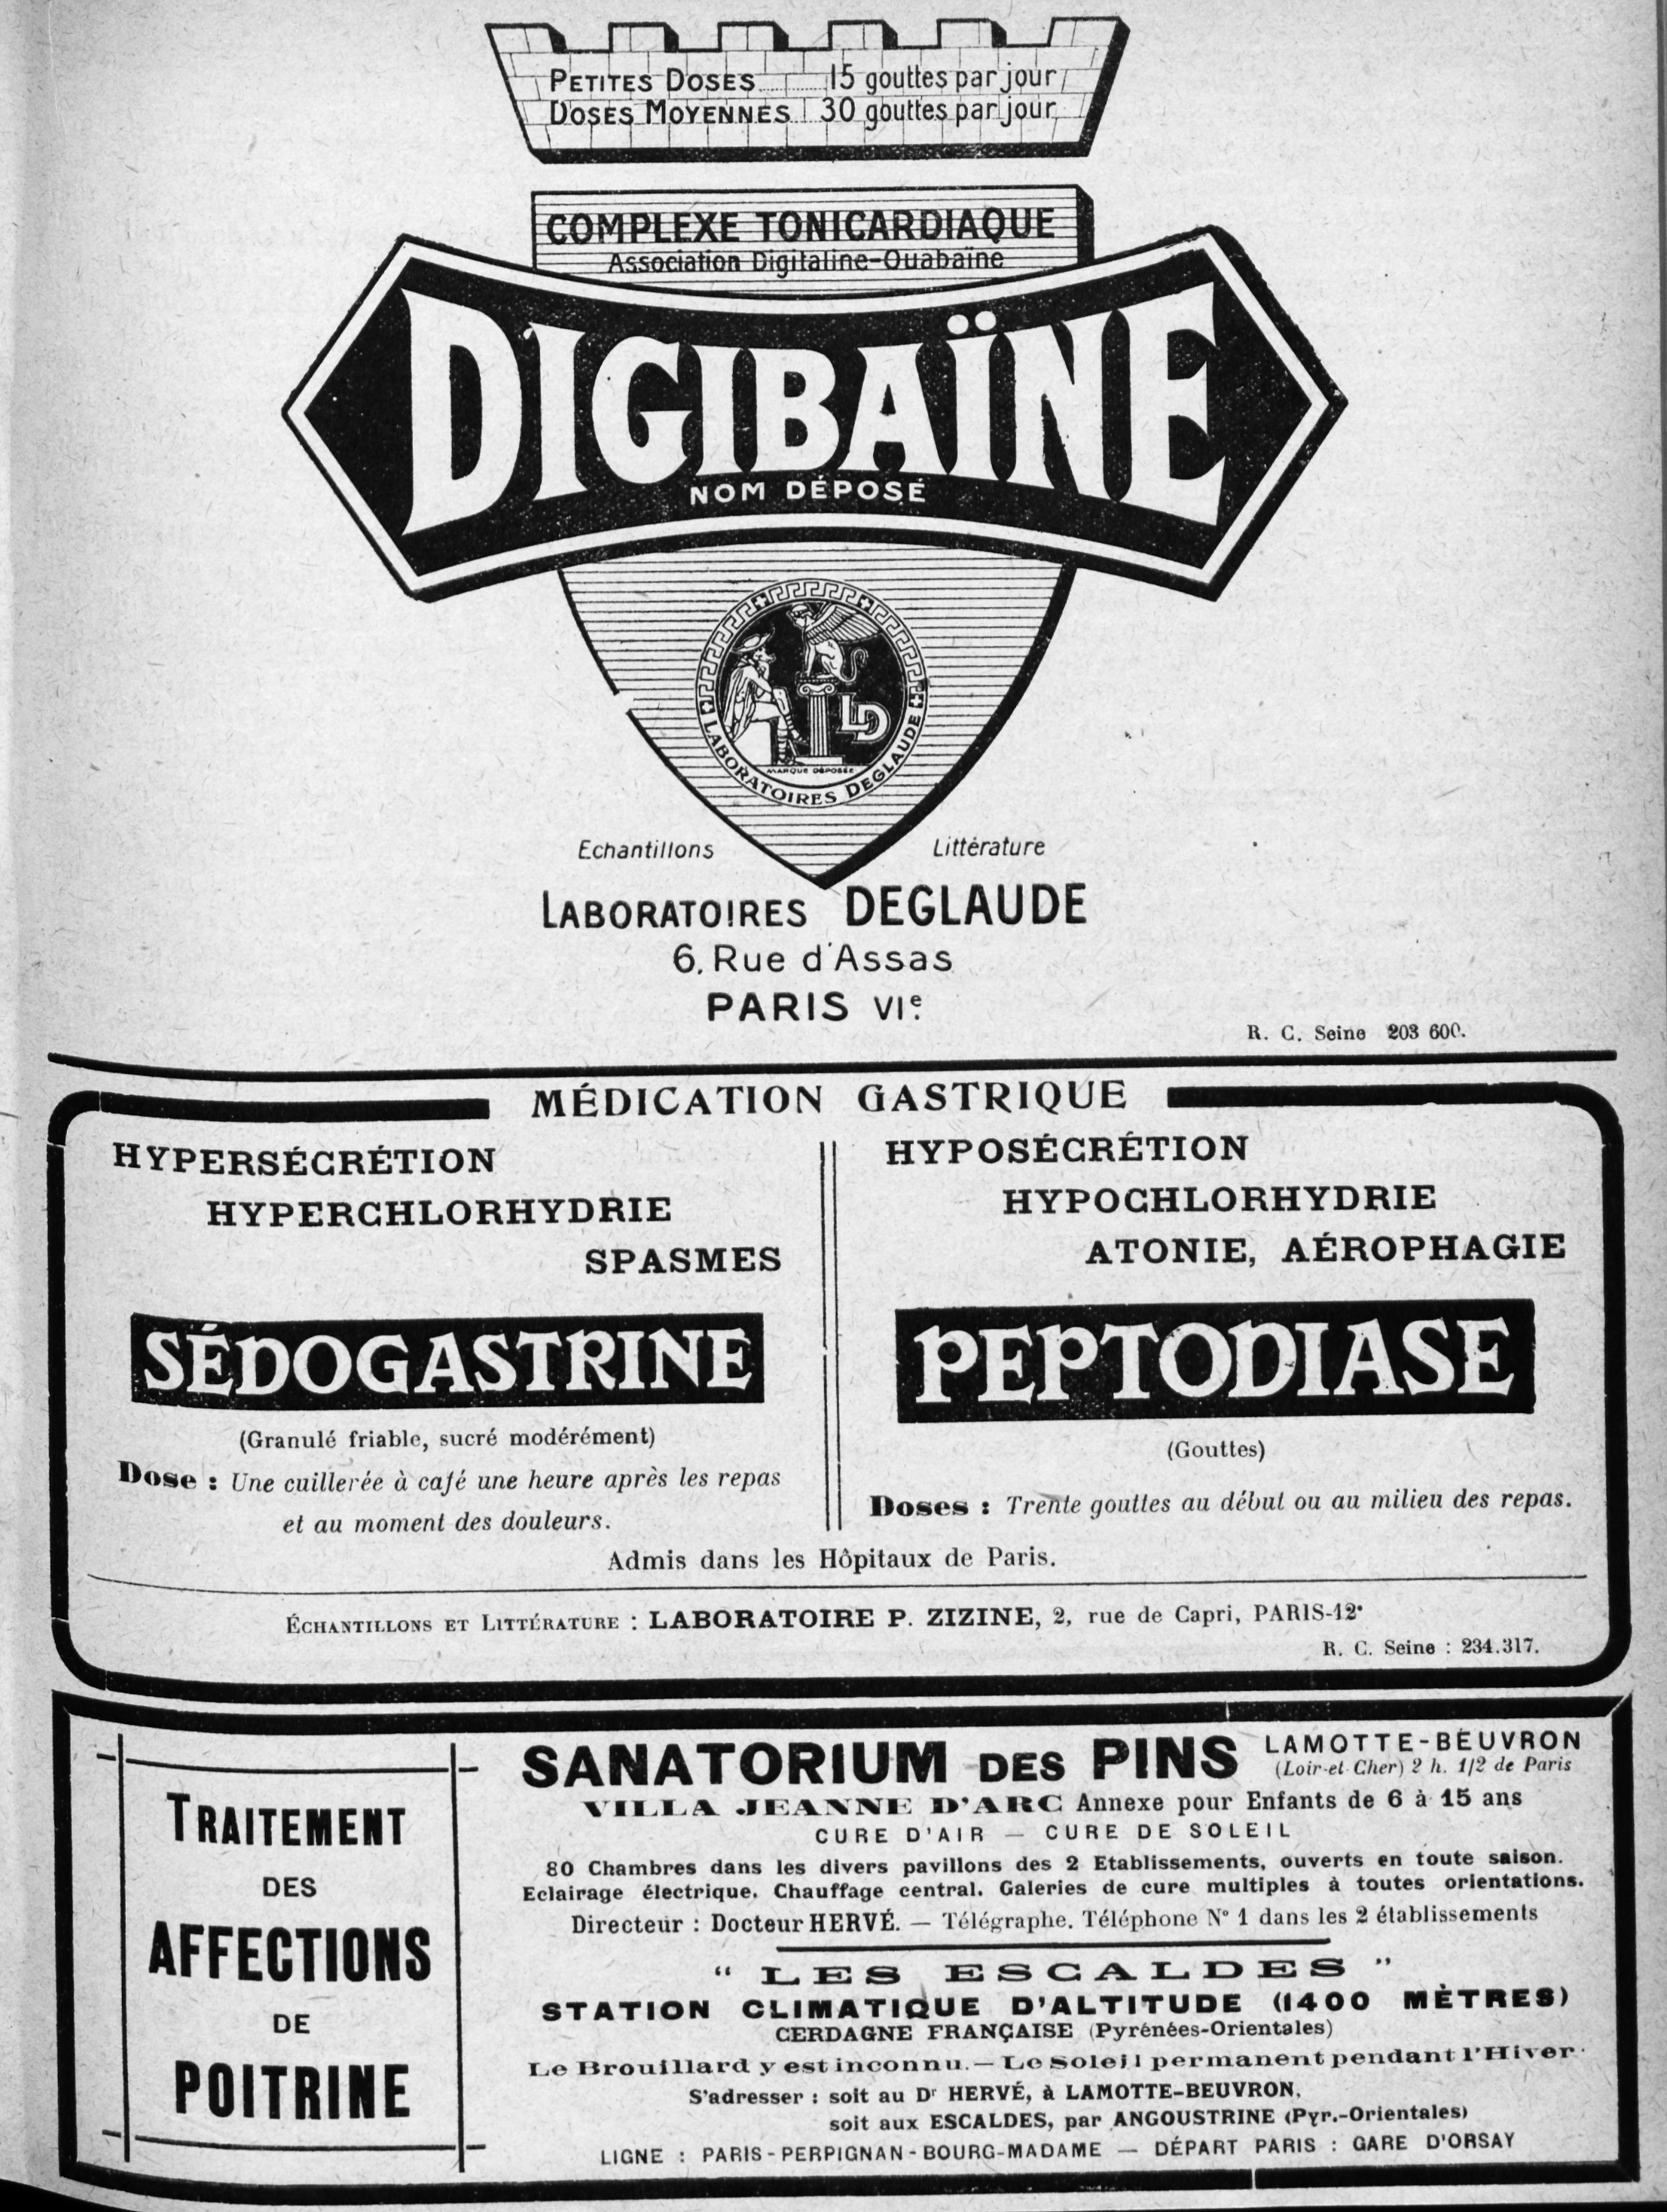 PETITES DOSES........15 gouttes par jour
DOSES MOYENNES..30 gouttes par jour
COMPLEXE TONICARDIAQUE
Association Digitaline-Ouabaïne
DIGIBAÏNE
NOM DÉPOSÉ
LD
MARQUE DÉPOSÉE
LABORATOIRES DEGLAUDE
Echantillons Littérature
LABORATOIRES DEGLAUDE
6, Rue d'Assas
PARIS VIe
R. C. Seine 203 600.
MÉDICATION GASTRIQUE
HYPERSÉCRÉTION
HYPERCHLORHYDRIE
SPASMES
SÉDOGASTRINE
(Granulé friable, sucré modérément)
Dose : Une cuillerée à café une heure après les repas
et au moment des douleurs.
HYPOSÉCRÉTION
HYPOCHLORHYDRIE
ATONIE, AÉROPHAGIE
PEPTODIASE
(Gouttes)
Doses : Trente gouttes au début ou au milieu des repas.
Admis dans les Hôpitaux de Paris.
ÉCHANTILLONS ET LITTÉRATURE : LABORATOIRE P. ZIZINE, 2, rue de Capri, PARIS-12e
R. C. Seine : 234.317.
TRAITEMENT
DES
AFFECTIONS
DE
POITRINE
SANATORIUM DES PINS LAMOTTE-BEUVRON
(Loir-et-Cher) 2 h. 1/2 de Paris
VILLA JEANNE D'ARC Annexe pour Enfants de 6 à 15 ans
CURE D'AIR — CURE DE SOLEIL
80 Chambres dans les divers pavillons des 2 Etablissements, ouverts en toute saison.
Eclairage électrique. Chauffage central. Galeries de cure multiples à toutes orientations.
Directeur : Docteur HERVÉ. — Télégraphe. Téléphone N° 1 dans les 2 établissements
“ LES ESCALDES ”
STATION CLIMATIQUE D'ALTITUDE (1400 MÈTRES)
CERDAGNE FRANÇAISE (Pyrénées-Orientales)
Le Brouillard y est inconnu. — Le Soleil permanent pendant l'Hiver.
S'adresser : soit au Dr HERVÉ, à LAMOTTE-BEUVRON,
soit aux ESCALDES, par ANGOUSTRINE (Pyr.-Orientales)
LIGNE : PARIS-PERPIGNAN-BOURG-MADAME — DÉPART PARIS : GARE D'ORSAY